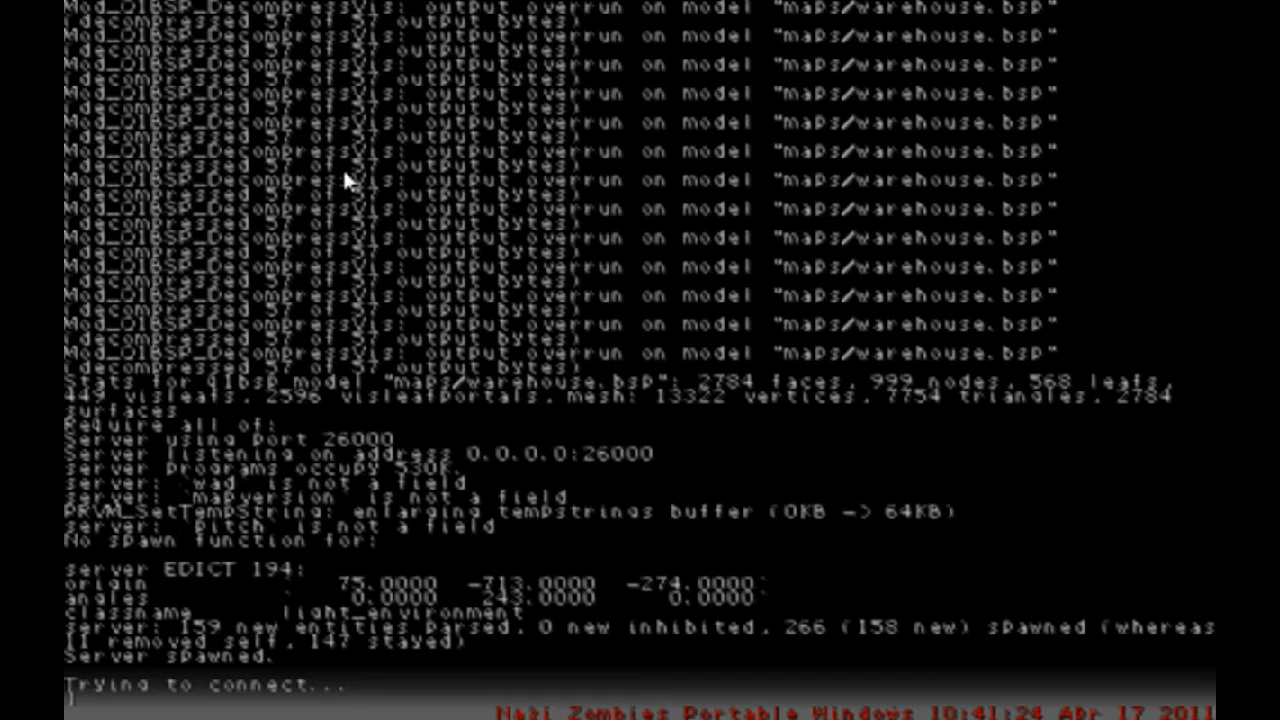 Mod_Q1BSP_DecompressVis: output overrun on model "maps/warehouse.bsp"
(decompressed 57 of 57 output bytes)
Mod_Q1BSP_DecompressVis: output overrun on model "maps/warehouse.bsp"
(decompressed 57 of 57 output bytes)
Mod_Q1BSP_DecompressVis: output overrun on model "maps/warehouse.bsp"
(decompressed 57 of 57 output bytes)
Mod_Q1BSP_DecompressVis: output overrun on model "maps/warehouse.bsp"
(decompressed 57 of 57 output bytes)
Mod_Q1BSP_DecompressVis: output overrun on model "maps/warehouse.bsp"
(decompressed 57 of 57 output bytes)
Mod_Q1BSP_DecompressVis: output overrun on model "maps/warehouse.bsp"
(decompressed 57 of 57 output bytes)
Mod_Q1BSP_DecompressVis: output overrun on model "maps/warehouse.bsp"
(decompressed 57 of 57 output bytes)
Mod_Q1BSP_DecompressVis: output overrun on model "maps/warehouse.bsp"
(decompressed 57 of 57 output bytes)
Mod_Q1BSP_DecompressVis: output overrun on model "maps/warehouse.bsp"
(decompressed 57 of 57 output bytes)
Mod_Q1BSP_DecompressVis: output overrun on model "maps/warehouse.bsp"
(decompressed 57 of 57 output bytes)
Mod_Q1BSP_DecompressVis: output overrun on model "maps/warehouse.bsp"
(decompressed 57 of 57 output bytes)
Mod_Q1BSP_DecompressVis: output overrun on model "maps/warehouse.bsp"
(decompressed 57 of 57 output bytes)
Mod_Q1BSP_DecompressVis: output overrun on model "maps/warehouse.bsp"
(decompressed 57 of 57 output bytes)
Stats for q1bsp model "maps/warehouse.bsp": 2784 faces, 999 nodes, 568 leafs,
449 visleafs, 2596 visleafportals, mesh: 13322 vertices, 7754 triangles, 2784
surfaces
Require all of:
Server using port 26000
Server listening on address 0.0.0.0:26000
server programs occupy 530K.
server: `wad` is not a field
server: `mapversion` is not a field
PRVM_SetTempString: enlarging tempstrings buffer (0KB -> 64KB)
server: `pitch` is not a field
No spawn function for:
server EDICT 194:
origin ` 75.0000 -713.0000 -274.0000`
angles ` 0.0000 243.0000 0.0000`
classname light_environment
server: 159 new entities parsed, 0 new inhibited, 266 (158 new) spawned (whereas
11 removed self, 147 stayed)
Server spawned.
Trying to connect...
]
Nazi Zombies Portable Windows 10:41:24 Apr 17 2011